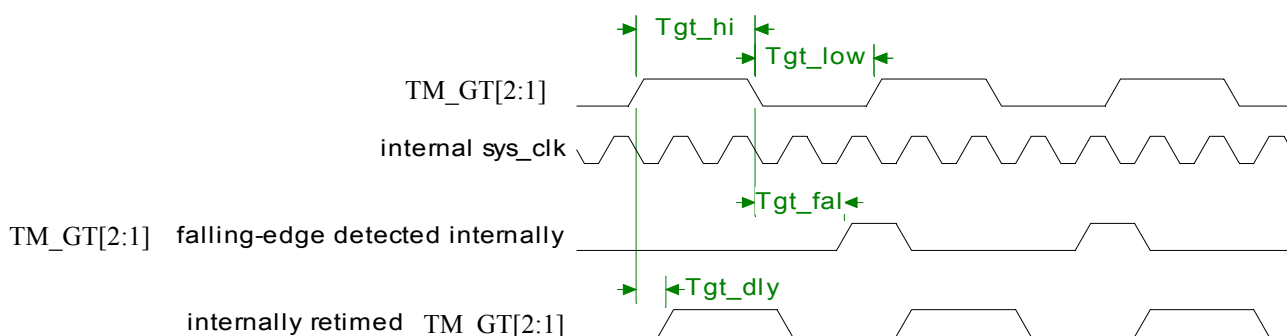 Tgt_hi
Tgt_low
TM_GT[2:1]
internal sys_clk
Tgt_fal
TM_GT[2:1] falling-edge detected internally
Tgt_dly
internally retimed TM_GT[2:1]